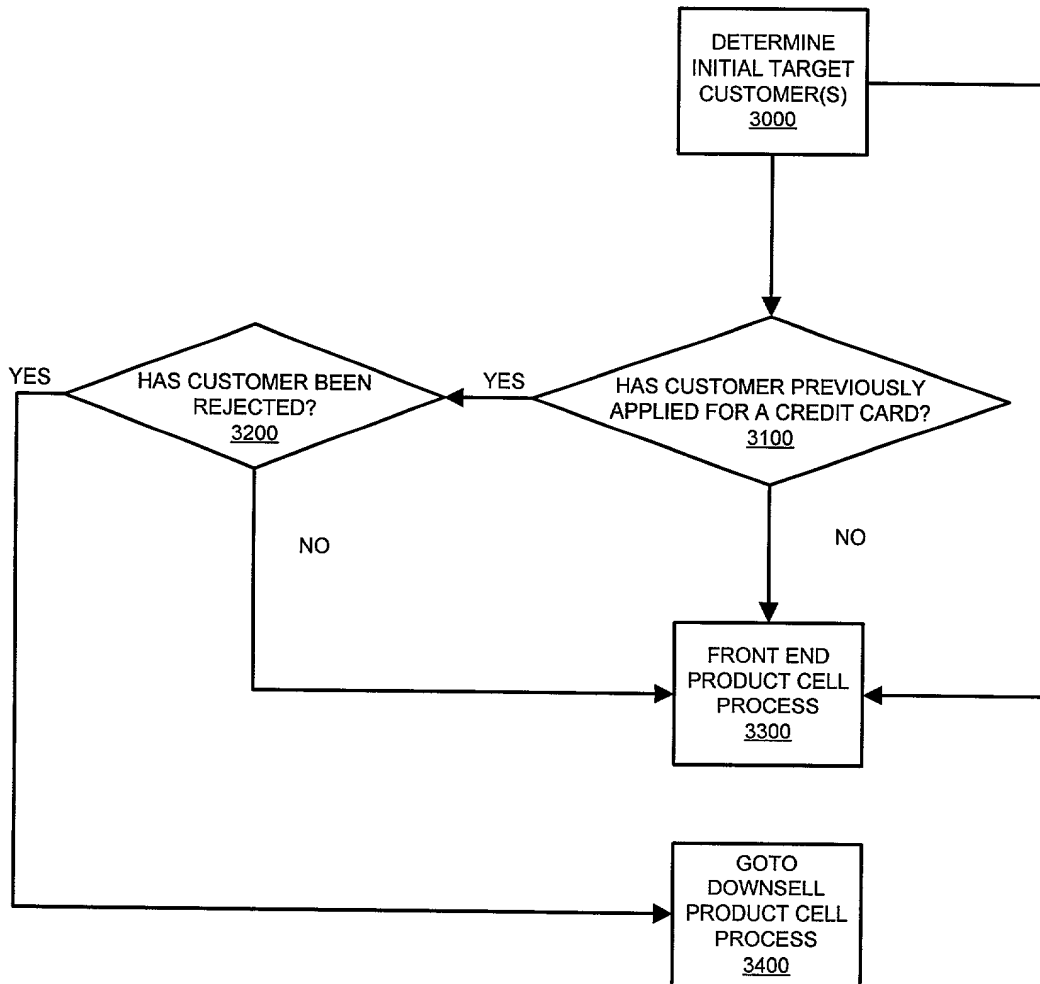 DETERMINE
INITIAL TARGET
CUSTOMER(S)
3000
YES
HAS CUSTOMER BEEN
REJECTED?
3200
YES
HAS CUSTOMER PREVIOUSLY
APPLIED FOR A CREDIT CARD?
3100
NO
NO
FRONT END
PRODUCT CELL
PROCESS
3300
GOTO
DOWNSELL
PRODUCT CELL
PROCESS
3400